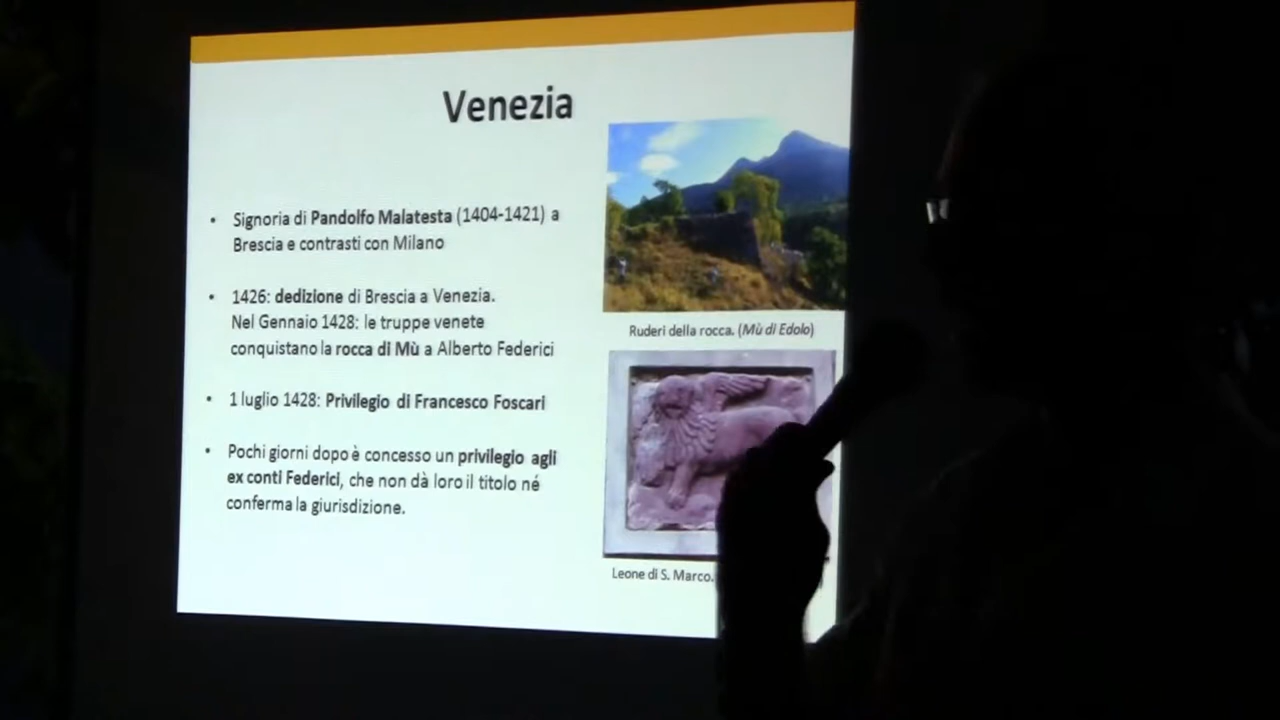 Venezia
• Signoria di Pandolfo Malatesta (1404-1421) a
Brescia e contrasti con Milano
• 1426: dedizione di Brescia a Venezia.
Nel Gennaio 1428: le truppe venete
conquistano la rocca di Mù a Alberto Federici
• 1 luglio 1428: Privilegio di Francesco Foscari
• Pochi giorni dopo è concesso un privilegio agli
ex conti Federici, che non dà loro il titolo né
conferma la giurisdizione.
Ruderi della rocca. (Mù di Edolo)
Leone di S. Marco.